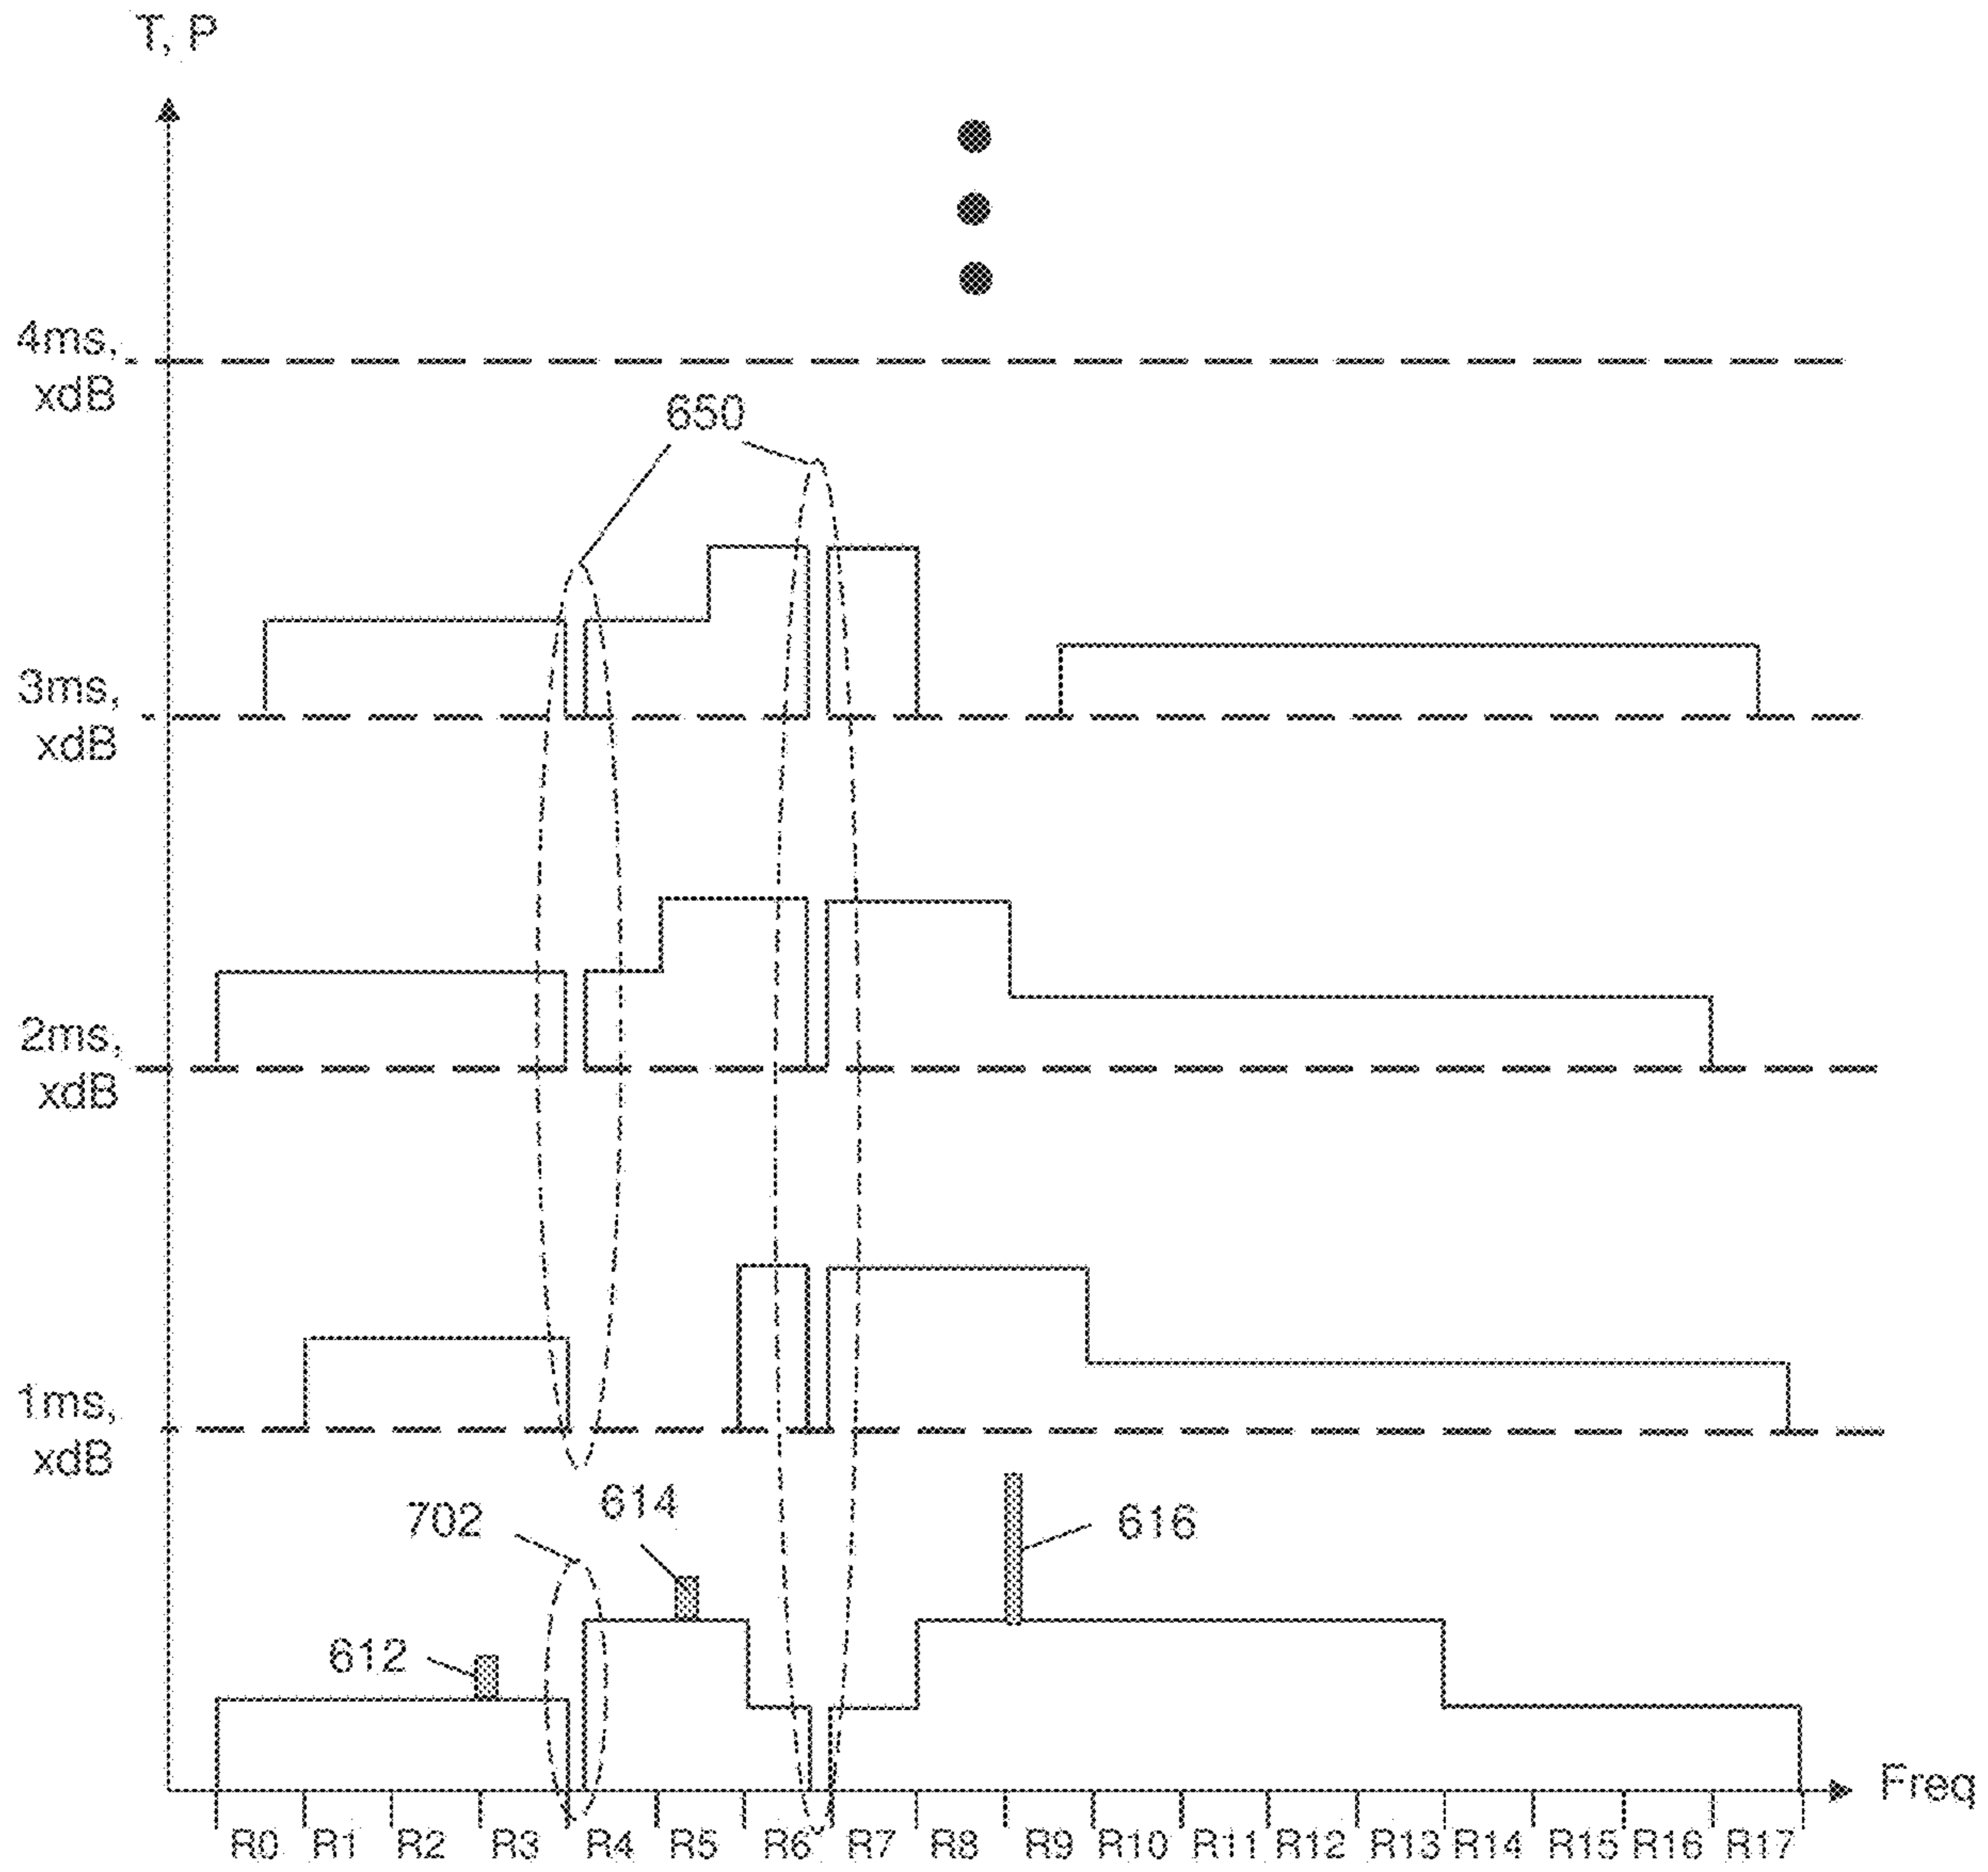 T, P
4ms,
xdB
650
3ms,
xdB
2ms,
xdB
1ms,
xdB
702
614
616
612
Freq
R0 R1 R2 R3 R4 R5 R6 R7 R8 R9 R10 R11 R12 R13 R14 R15 R16 R17